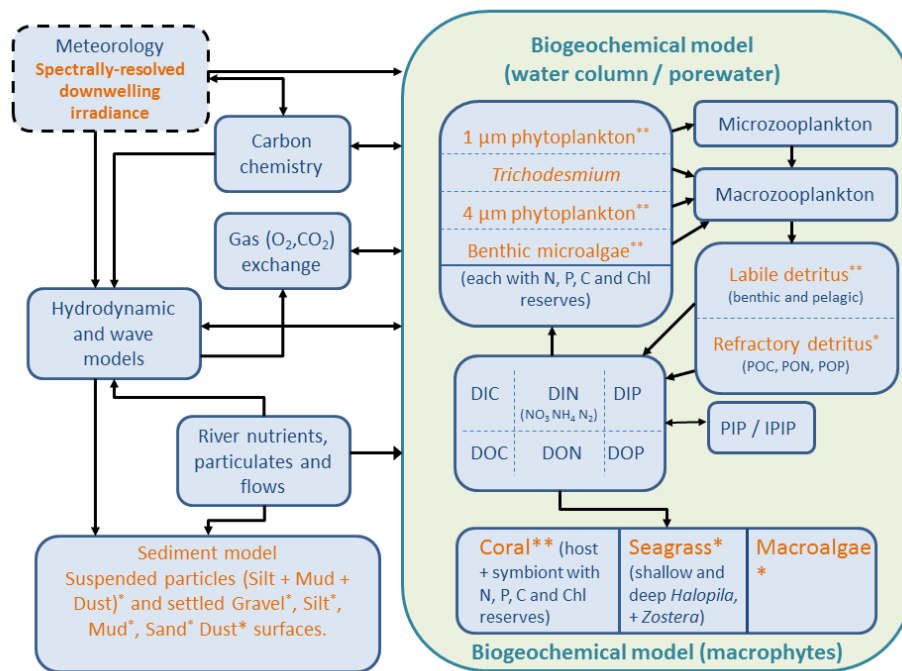 Meteorology
Spectrally-resolved
downwelling
irradiance
Carbon
chemistry
Gas (O₂,CO₂)
exchange
Hydrodynamic
and wave
models
River nutrients,
particulates and
flows
Sediment model
Suspended particles (Silt + Mud +
Dust)* and settled Gravel*, Silt*,
Mud*, Sand* Dust* surfaces.
Biogeochemical model
(water column / porewater)
1 µm phytoplankton**
Trichodesmium
4 µm phytoplankton**
Benthic microalgae**
(each with N, P, C and Chl
reserves)
Microzooplankton
Macrozooplankton
Labile detritus**
(benthic and pelagic)
Refractory detritus*
(POC, PON, POP)
DIC DIN DIP
(NO₃ NH₄ N₂)
DOC DON DOP
PIP / IPIP
Coral** (host
+ symbiont with
N, P, C and Chl
reserves)
Seagrass*
(shallow and
deep Halopila,
+ Zostera)
Macroalgae
*
Biogeochemical model (macrophytes)